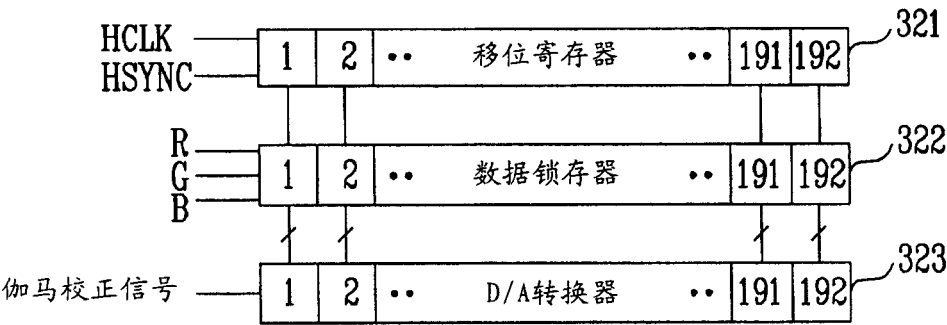 HCLK
HSYNC
1 2 •• 移位寄存器 •• 191 192
321
R
G
B
1 2 •• 数据锁存器 •• 191 192
322
伽马校正信号
1 2 •• D/A转换器 •• 191 192
323